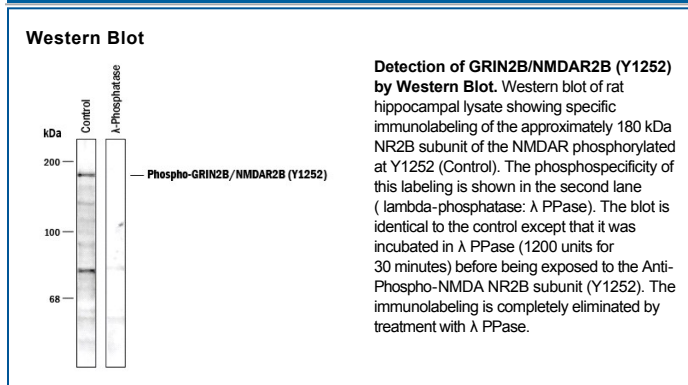 Western Blot
Control
λ-Phosphatase
kDa
200
Phospho-GRIN2B/NMDAR2B (Y1252)
100
68
Detection of GRIN2B/NMDAR2B (Y1252)
by Western Blot. Western blot of rat
hippocampal lysate showing specific
immunolabeling of the approximately 180 kDa
NR2B subunit of the NMDAR phosphorylated
at Y1252 (Control). The phosphospecificity of
this labeling is shown in the second lane
( lambda-phosphatase: λ PPase). The blot is
identical to the control except that it was
incubated in λ PPase (1200 units for
30 minutes) before being exposed to the Anti-
Phospho-NMDA NR2B subunit (Y1252). The
immunolabeling is completely eliminated by
treatment with λ PPase.